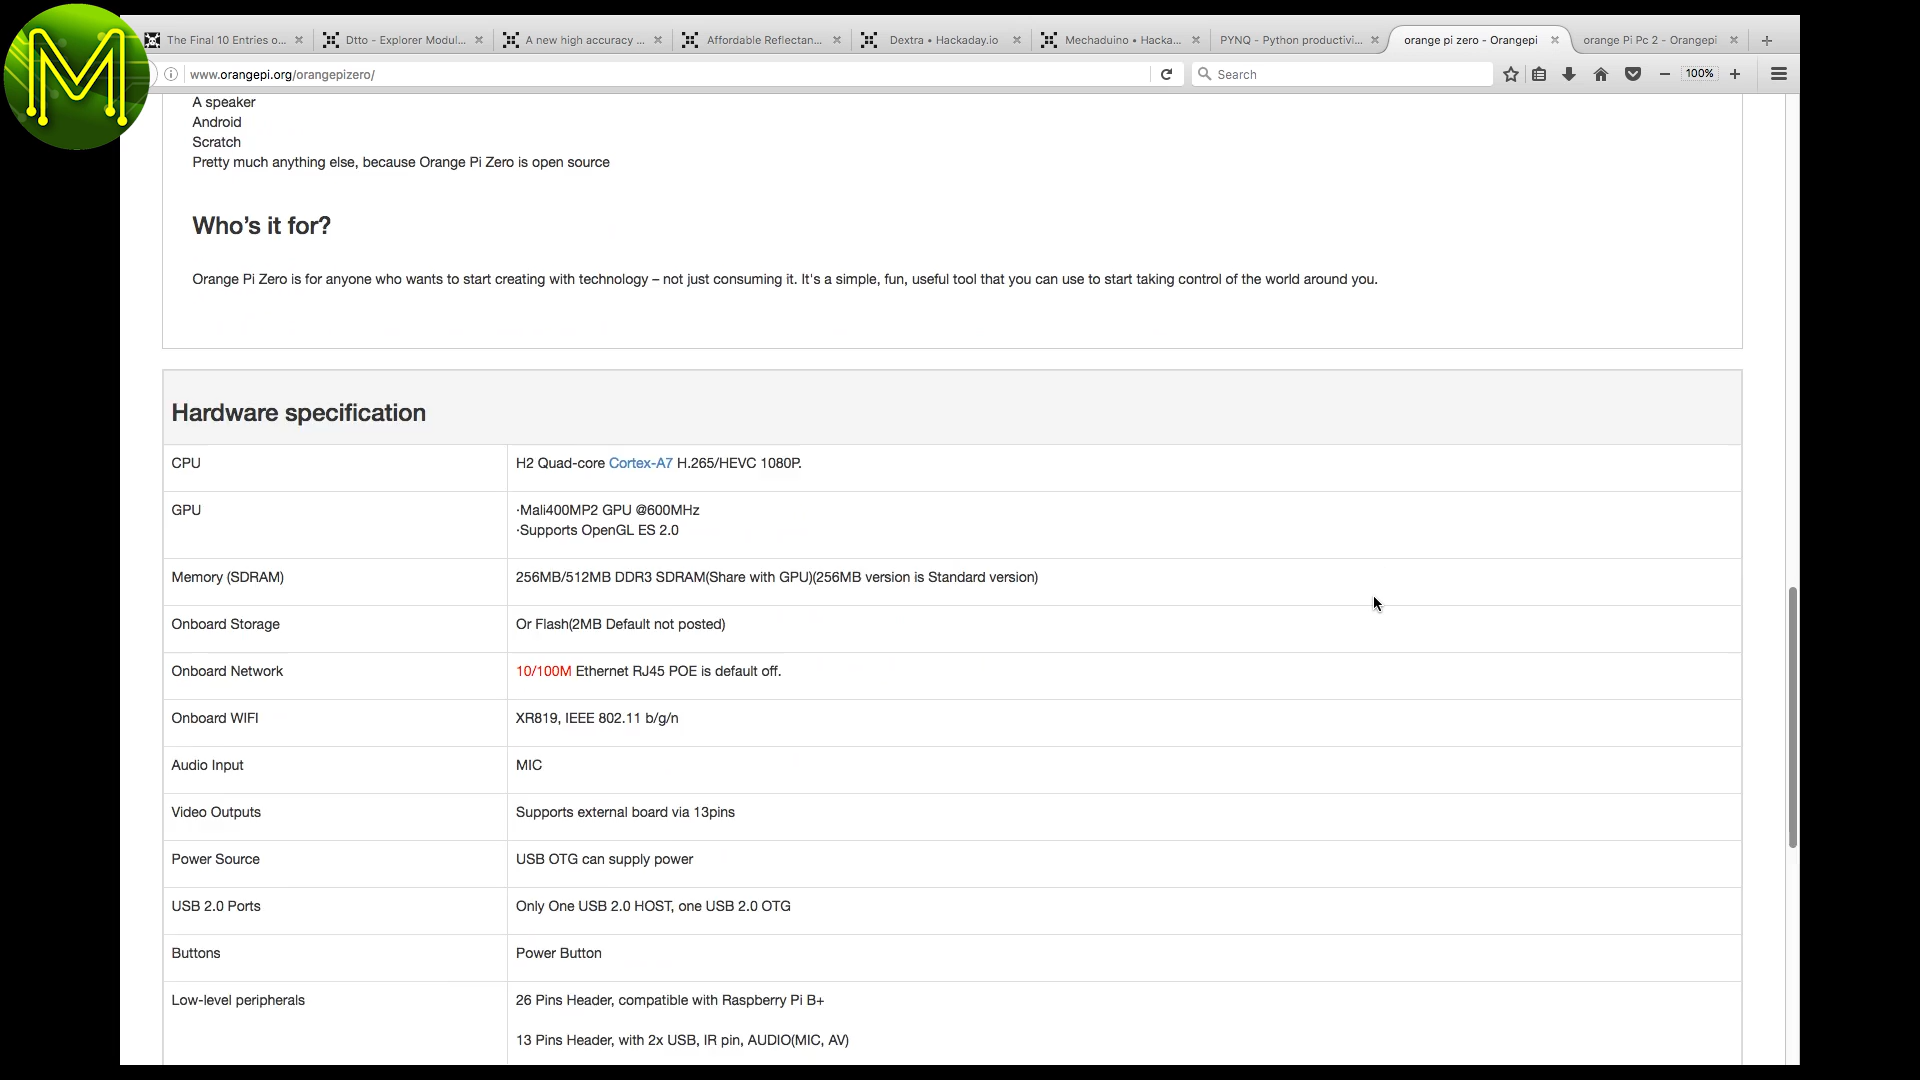 The Final 10 Entries o...
Dtto - Explorer Modul...
A new high accuracy ...
Affordable Reflectan...
Dextra • Hackaday.io
Mechaduino • Hacka...
PYNQ - Python productivi...
orange pi zero - Orangepi
orange Pi Pc 2 - Orangepi
www.orangepi.org/orangepizero/
Search
100%
A speaker
Android
Scratch
Pretty much anything else, because Orange Pi Zero is open source
Who's it for?
Orange Pi Zero is for anyone who wants to start creating with technology – not just consuming it. It's a simple, fun, useful tool that you can use to start taking control of the world around you.
Hardware specification
CPU
H2 Quad-core Cortex-A7 H.265/HEVC 1080P.
GPU
·Mali400MP2 GPU @600MHz
·Supports OpenGL ES 2.0
Memory (SDRAM)
256MB/512MB DDR3 SDRAM(Share with GPU)(256MB version is Standard version)
Onboard Storage
Or Flash(2MB Default not posted)
Onboard Network
10/100M Ethernet RJ45 POE is default off.
Onboard WIFI
XR819, IEEE 802.11 b/g/n
Audio Input
MIC
Video Outputs
Supports external board via 13pins
Power Source
USB OTG can supply power
USB 2.0 Ports
Only One USB 2.0 HOST, one USB 2.0 OTG
Buttons
Power Button
Low-level peripherals
26 Pins Header, compatible with Raspberry Pi B+
13 Pins Header, with 2x USB, IR pin, AUDIO(MIC, AV)